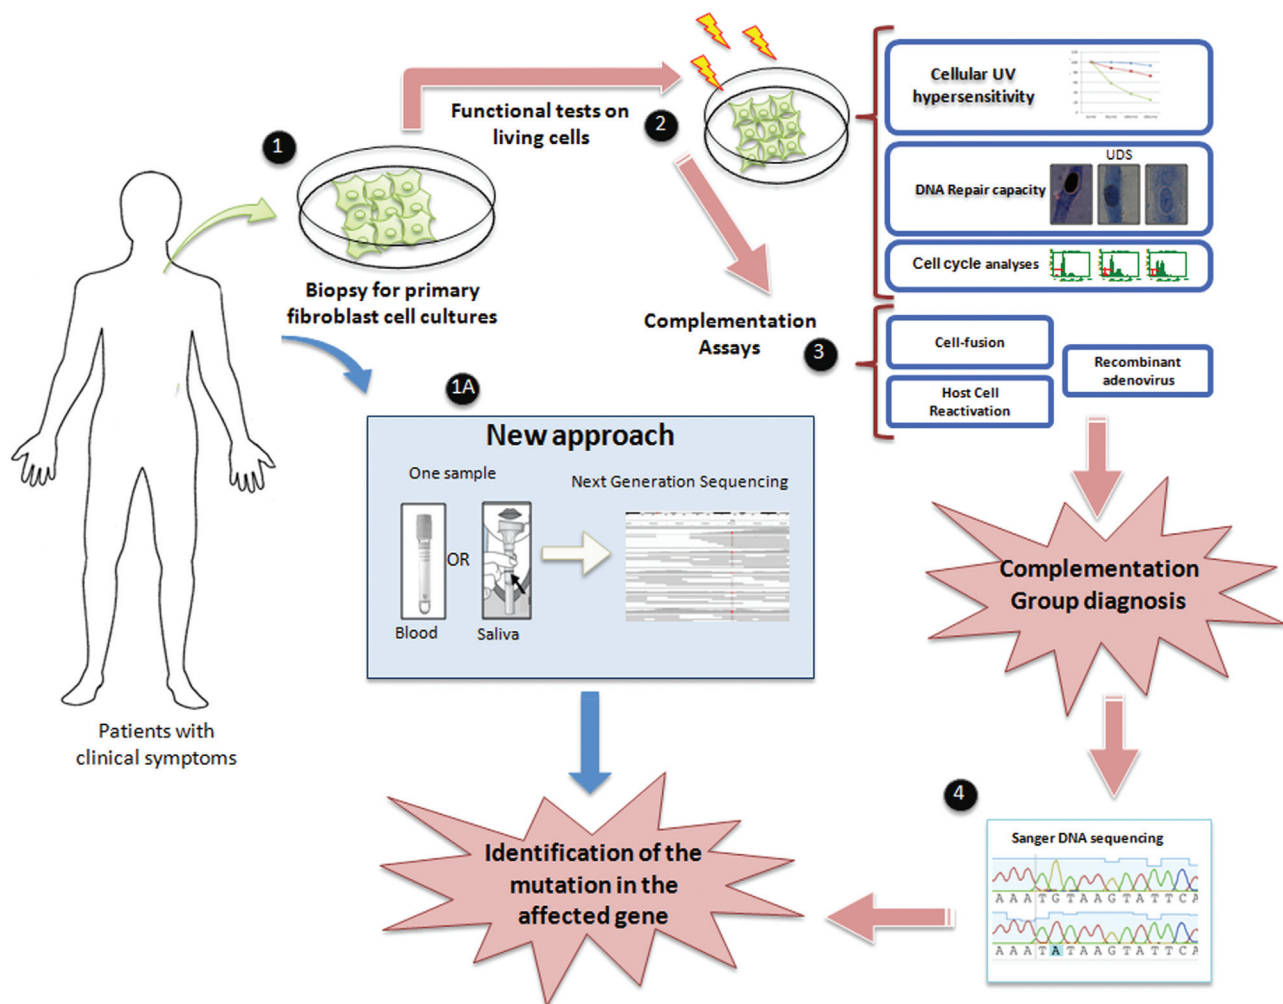 1
Functional tests on
living cells
2
Cellular UV
hypersensitivity
UDS
DNA Repair capacity
Cell cycle analyses
Biopsy for primary
fibroblast cell cultures
Complementation
Assays
3
Cell-fusion
Host Cell
Reactivation
Recombinant
adenovirus
1A
New approach
One sample
Next Generation Sequencing
OR
Blood
Saliva
Complementation
Group diagnosis
Patients with
clinical symptoms
4
Sanger DNA sequencing
A A A T G T A A G T A T T C A
A A A T A T A A G T A T T C A
Identification of the
mutation in the
affected gene